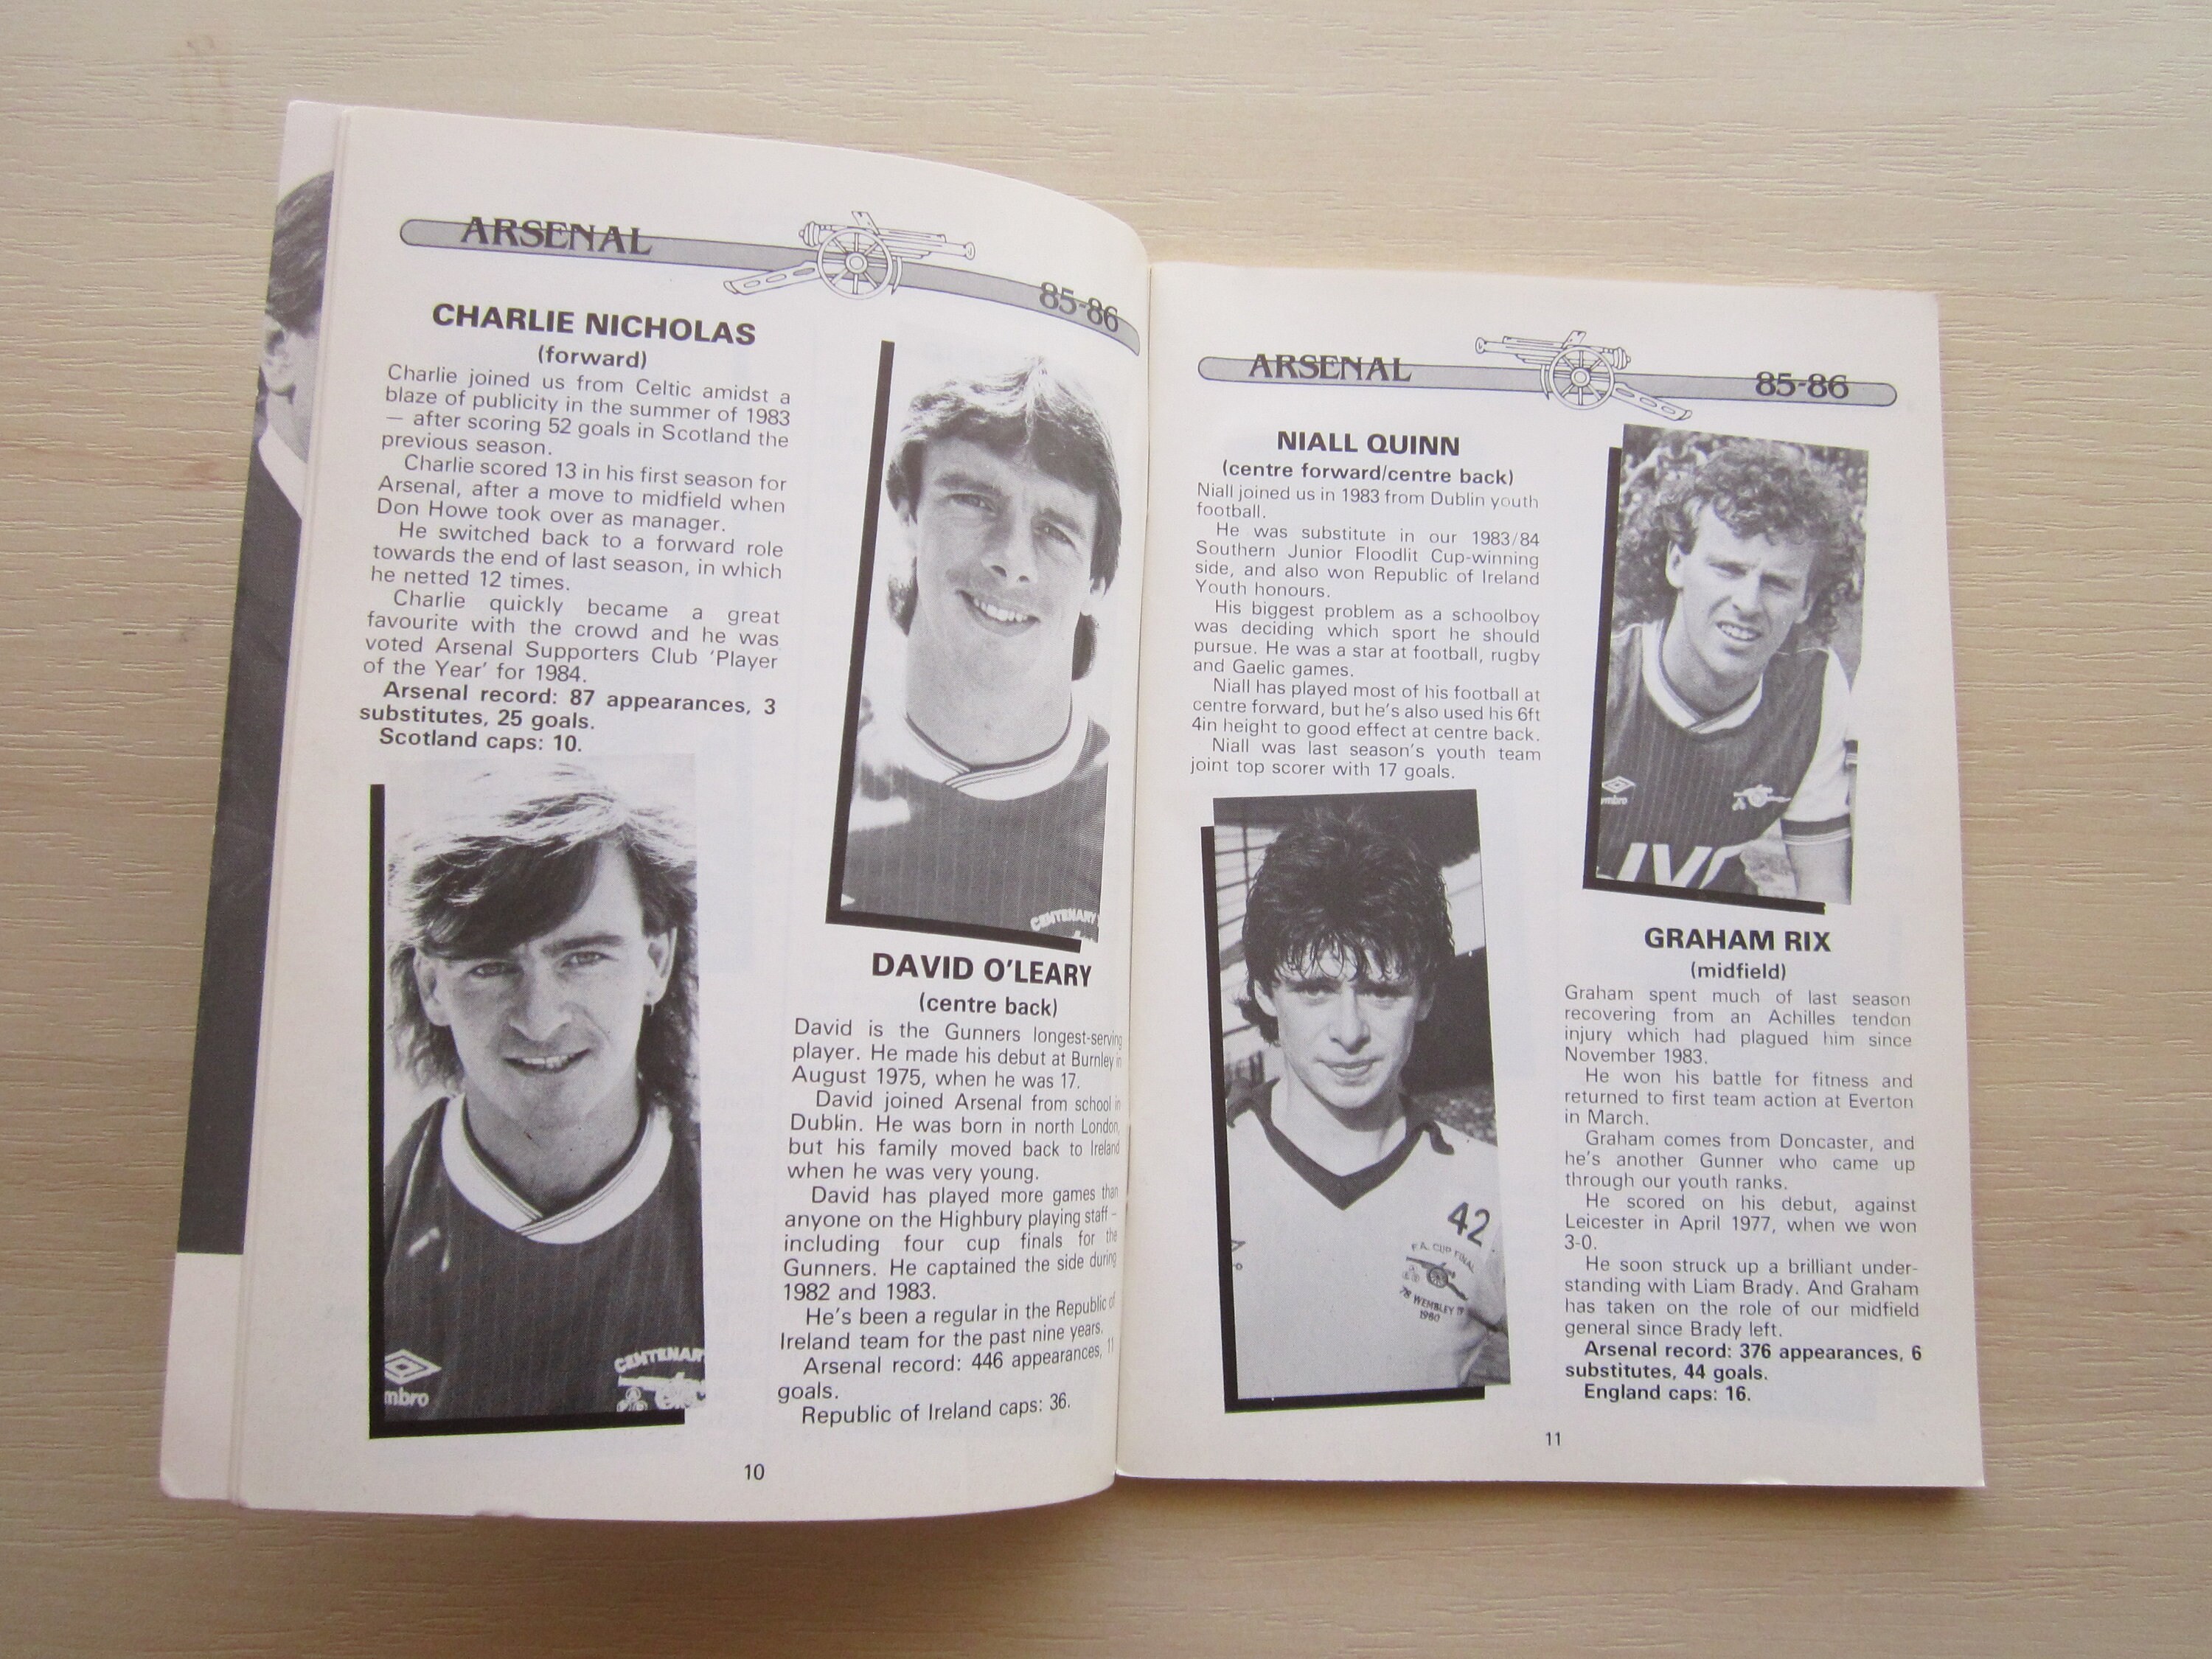 ARSENAL
85-86
CHARLIE NICHOLAS
(forward)
Charlie joined us from Celtic amidst a
blaze of publicity in the summer of 1983
— after scoring 52 goals in Scotland the
previous season.
Charlie scored 13 in his first season for
Arsenal, after a move to midfield when
Don Howe took over as manager.
He switched back to a forward role
towards the end of last season, in which
he netted 12 times.
Charlie quickly became a great
favourite with the crowd and he was
voted Arsenal Supporters Club 'Player
of the Year' for 1984.
Arsenal record: 87 appearances, 3
substitutes, 25 goals.
Scotland caps: 10.
mbro
CENTENARY
CENTENARY
DAVID O'LEARY
(centre back)
David is the Gunners longest-serving
player. He made his debut at Burnley in
August 1975, when he was 17.
David joined Arsenal from school in
Dublin. He was born in north London,
but his family moved back to Ireland
when he was very young.
David has played more games than
anyone on the Highbury playing staff –
including four cup finals for the
Gunners. He captained the side during
1982 and 1983.
He's been a regular in the Republic of
Ireland team for the past nine years.
Arsenal record: 446 appearances, 11
goals.
Republic of Ireland caps: 36.
10
ARSENAL
85-86
NIALL QUINN
(centre forward/centre back)
Niall joined us in 1983 from Dublin youth
football.
He was substitute in our 1983/84
Southern Junior Floodlit Cup-winning
side, and also won Republic of Ireland
Youth honours.
His biggest problem as a schoolboy
was deciding which sport he should
pursue. He was a star at football, rugby
and Gaelic games.
Niall has played most of his football at
centre forward, but he's also used his 6ft
4in height to good effect at centre back.
Niall was last season's youth team
joint top scorer with 17 goals.
42
F.A. CUP FINAL
WEMBLEY
1980
umbro
JVC
GRAHAM RIX
(midfield)
Graham spent much of last season
recovering from an Achilles tendon
injury which had plagued him since
November 1983.
He won his battle for fitness and
returned to first team action at Everton
in March.
Graham comes from Doncaster, and
he's another Gunner who came up
through our youth ranks.
He scored on his debut, against
Leicester in April 1977, when we won
3-0.
He soon struck up a brilliant under-
standing with Liam Brady. And Graham
has taken on the role of our midfield
general since Brady left.
Arsenal record: 376 appearances, 6
substitutes, 44 goals.
England caps: 16.
11